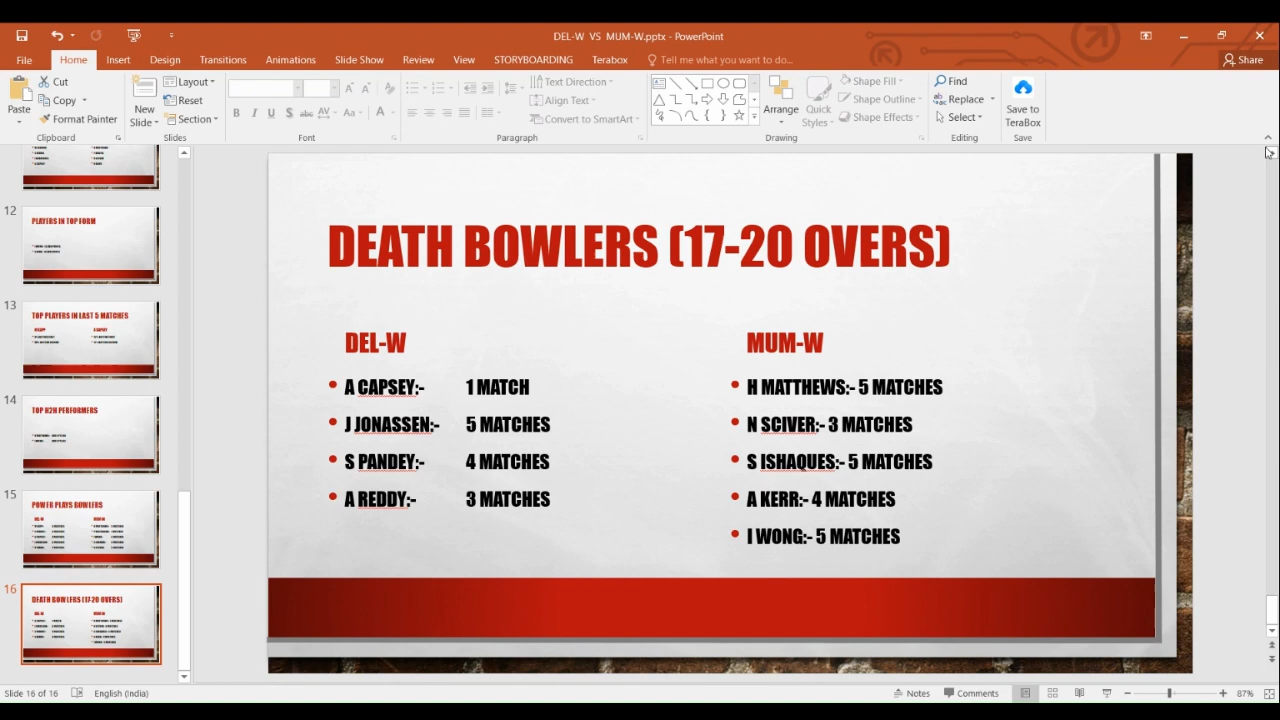 DEL-W VS MUM-W.pptx - PowerPoint
File Home Insert Design Transitions Animations Slide Show Review View STORYBOARDING Terabox Tell me what you want to do... Share
Paste
Cut
Copy
Format Painter
Clipboard
New Slide
Layout
Reset
Section
Slides
B I U S abc AV Aa A
Font
Text Direction
Align Text
Convert to SmartArt
Paragraph
Arrange
Quick Styles
Shape Fill
Shape Outline
Shape Effects
Drawing
Find
Replace
Select
Editing
Save to TeraBox
Save
12
PLAYERS IN TOP FORM
13
TOP PLAYERS IN LAST 5 MATCHES
14
TOP H2H PERFORMERS
15
POWER PLAYS BOWLERS
16
DEATH BOWLERS (17-20 OVERS)
DEATH BOWLERS (17-20 OVERS)
DEL-W
A CAPSEY:- 1 MATCH
J JONASSEN:- 5 MATCHES
S PANDEY:- 4 MATCHES
A REDDY:- 3 MATCHES
MUM-W
H MATTHEWS:- 5 MATCHES
N SCIVER:- 3 MATCHES
S ISHAQUES:- 5 MATCHES
A KERR:- 4 MATCHES
I WONG:- 5 MATCHES
Slide 16 of 16 English (India) Notes Comments 87%